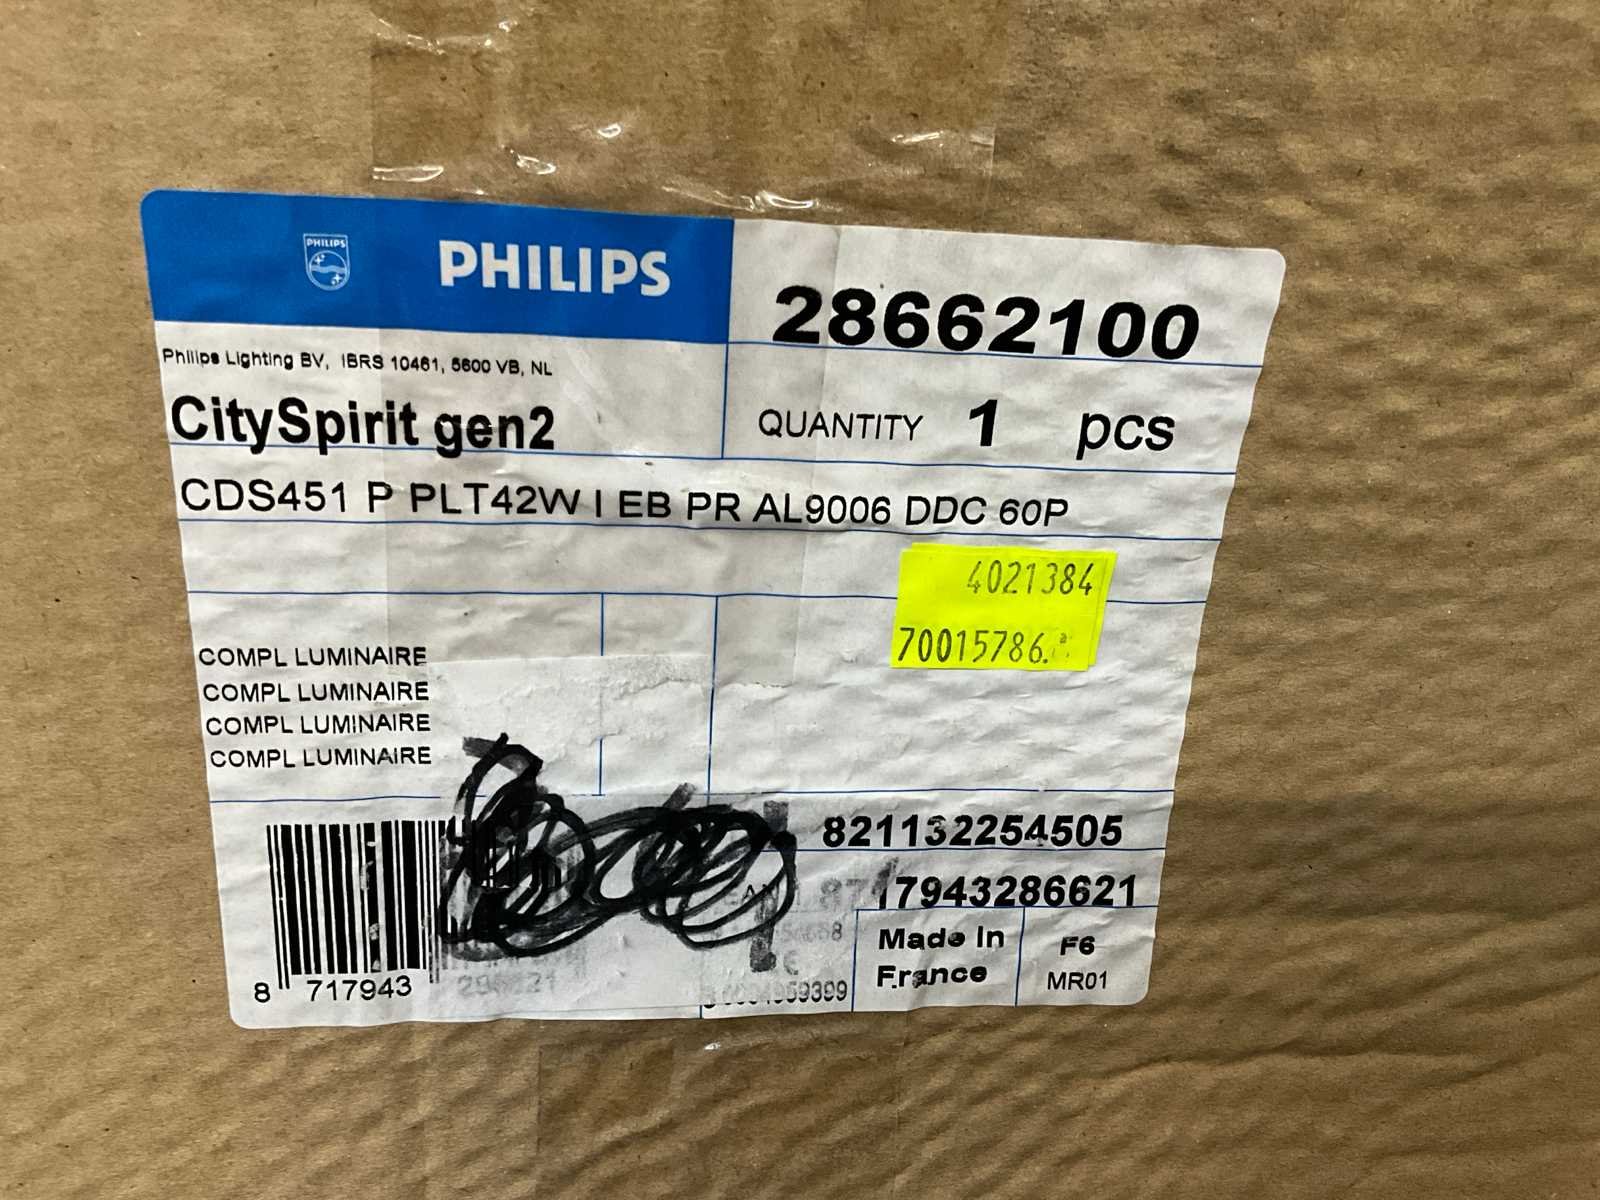 PHILIPS
PHILIPS
28662100
Philips Lighting BV, IBRS 10461, 5600 VB, NL
CitySpirit gen2
QUANTITY 1 pcs
CDS451 P PLT42W I EB PR AL9006 DDC 60P
4021384
70015786.
COMPL LUMINAIRE
COMPL LUMINAIRE
COMPL LUMINAIRE
COMPL LUMINAIRE
821132254505
87 17943286621
Made In
France
F6
MR01
8 717943